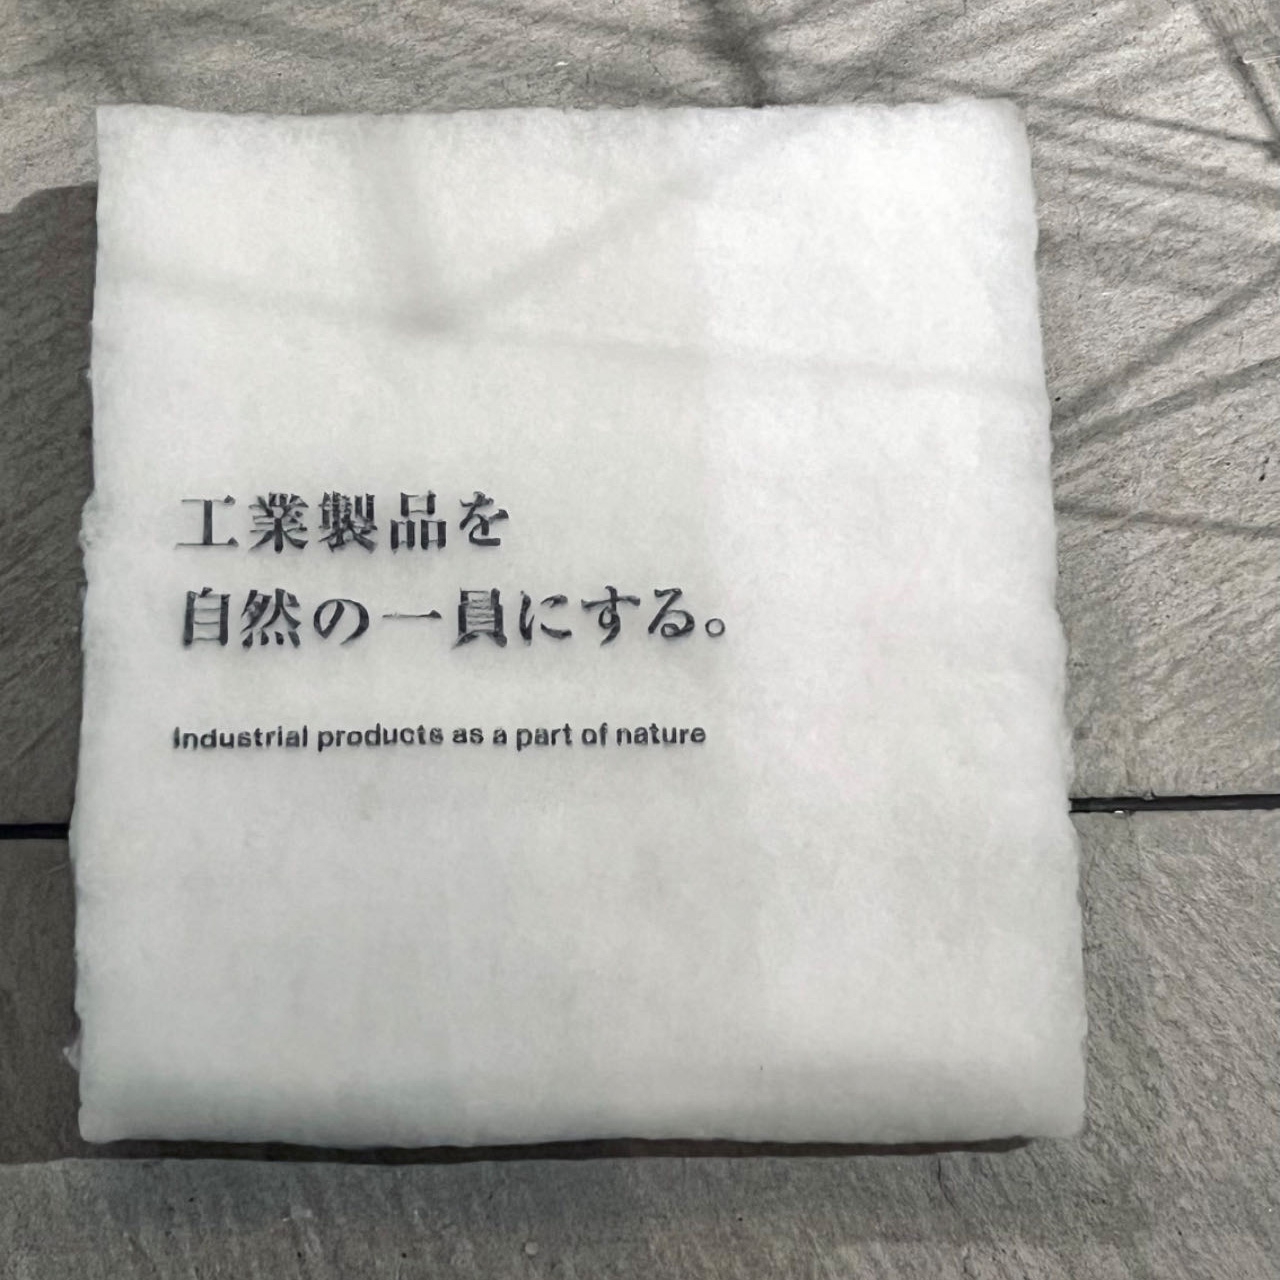 工業製品を
自然の一員にする。
Industrial products as a part of nature